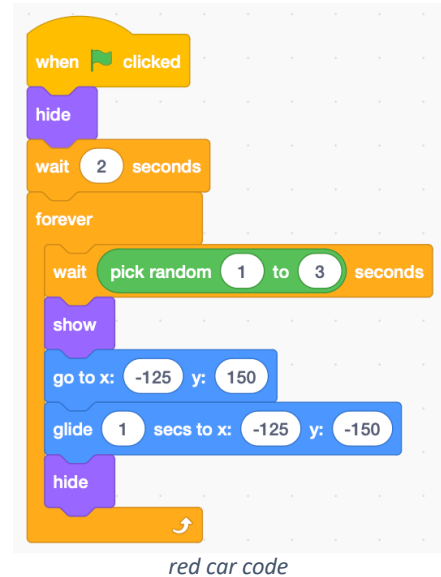 when clicked
hide
wait 2 seconds
forever
wait pick random 1 to 3 seconds
show
go to x: -125 y: 150
glide 1 secs to x: -125 y: -150
hide
red car code